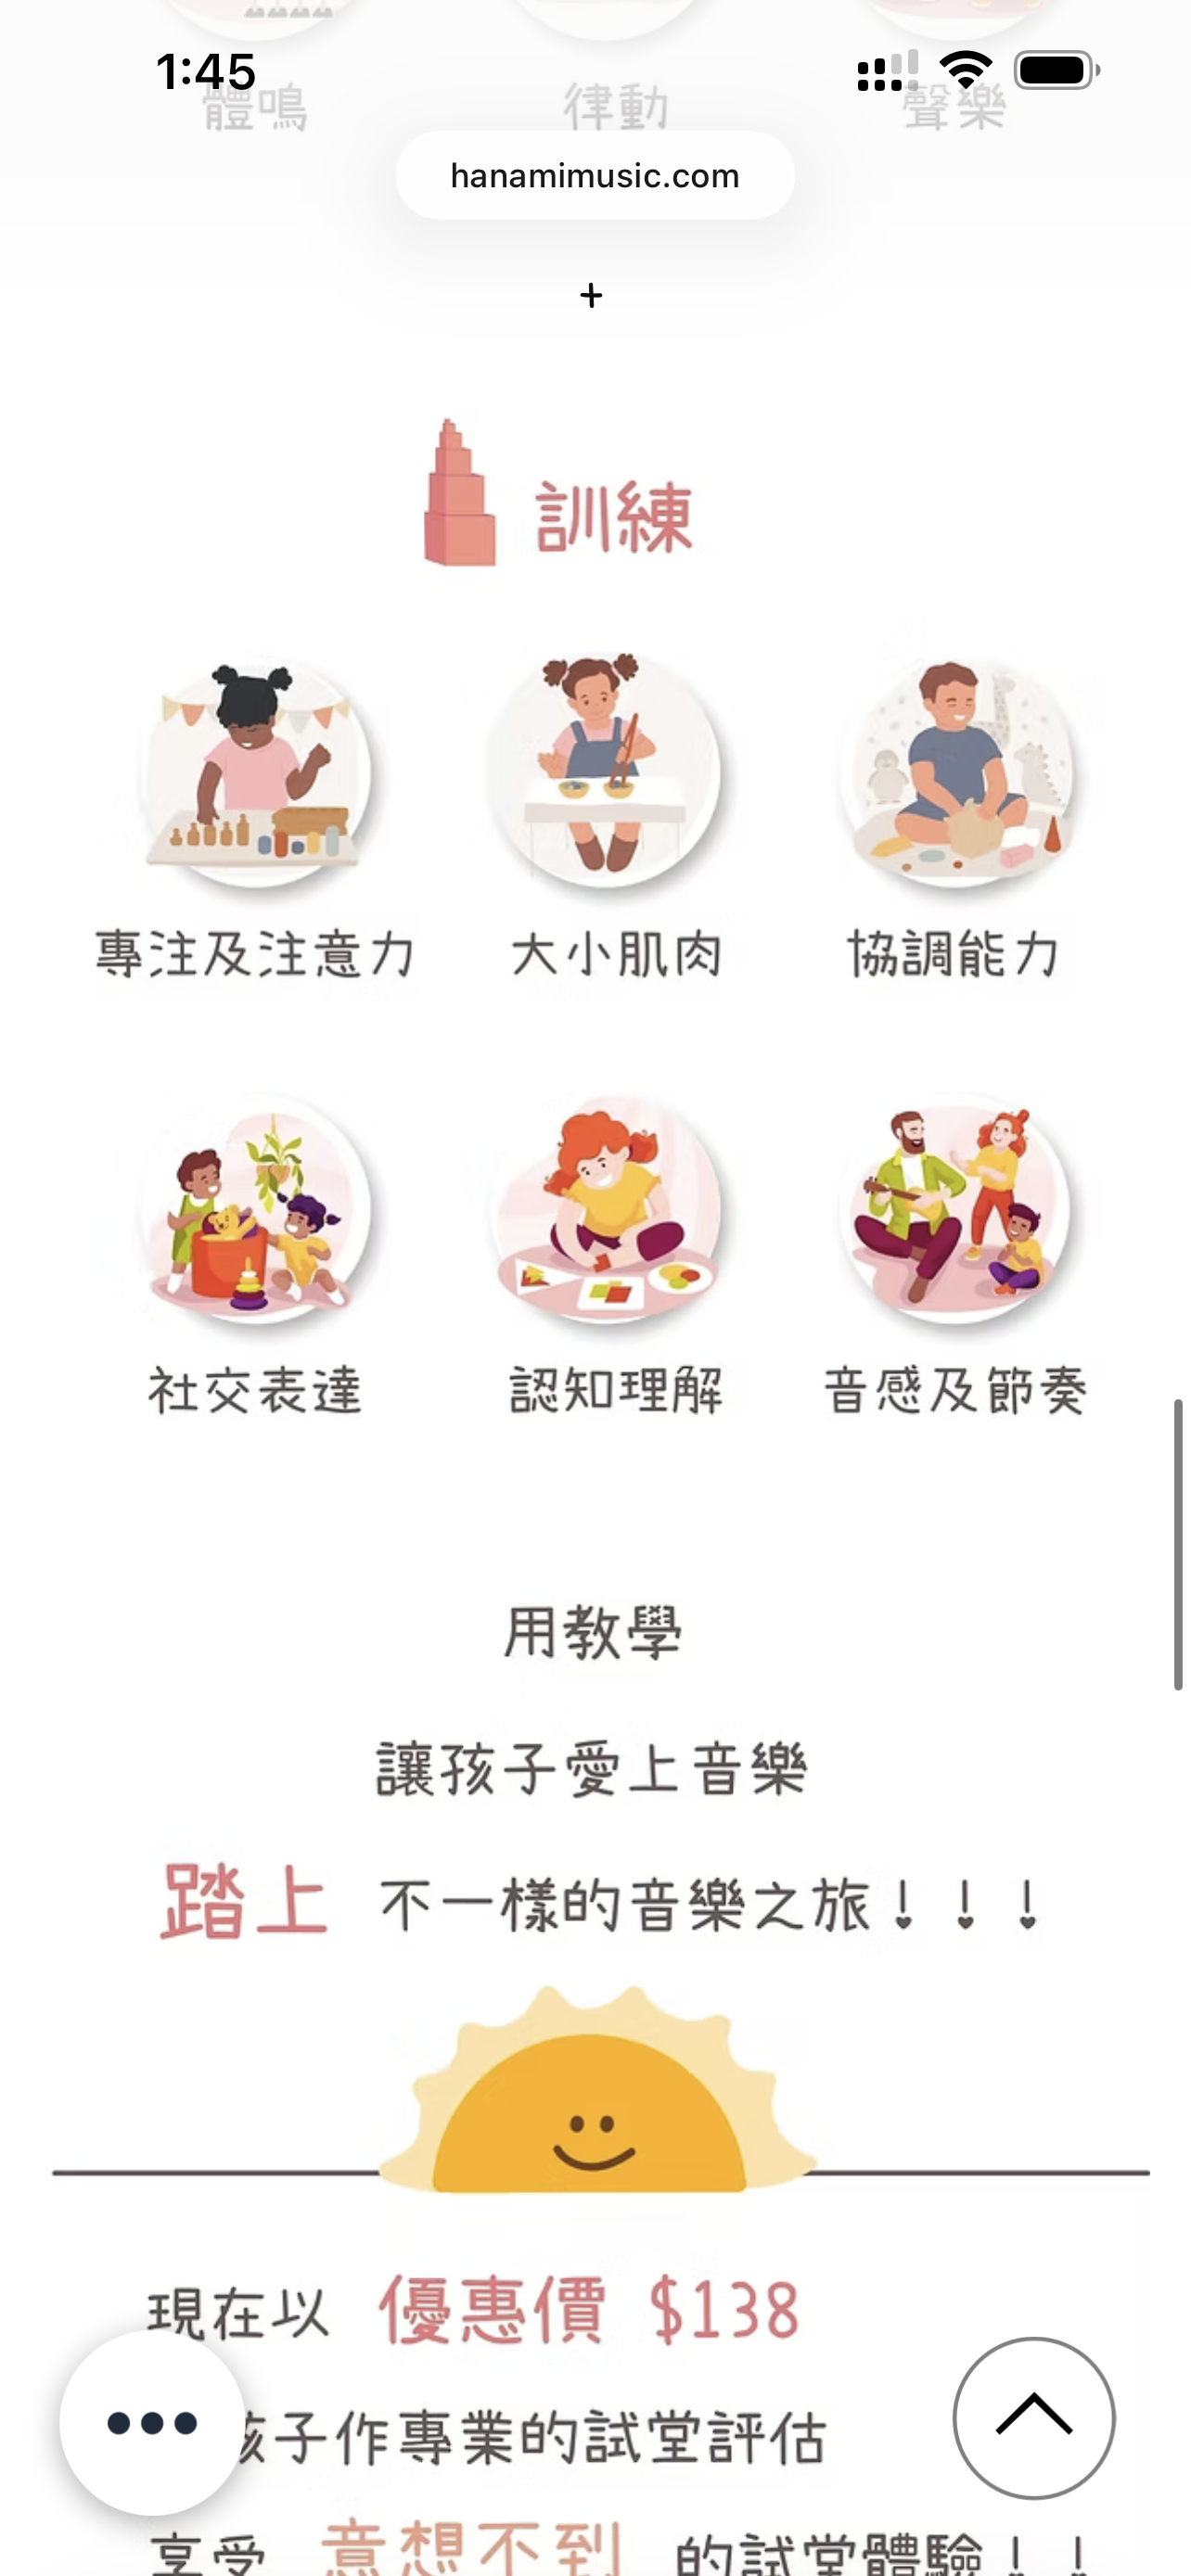 1:45
體鳴 律動 聲樂
hanamimusic.com
+
訓練
專注及注意力 大小肌肉 協調能力
社交表達 認知理解 音感及節奏
用教學
讓孩子愛上音樂
踏上 不一樣的音樂之旅！！！
現在以 優惠價 $138
孩子作專業的試堂評估
享受 意想不到 的試堂體驗！！